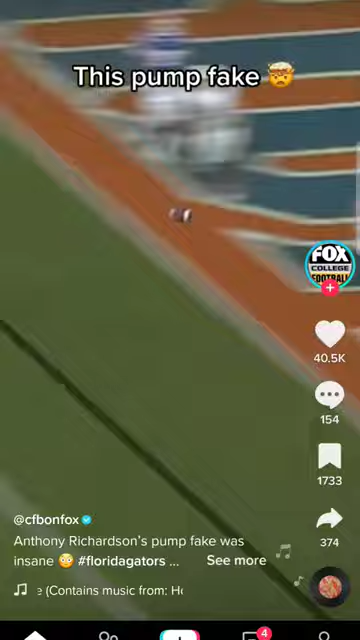 This pump fake 🤯
FOX
COLLEGE
FOOTBALL
40.5K
154
1733
374
@cfbonfox
Anthony Richardson's pump fake was
insane 😳 #floridagators ... See more
e (Contains music from: Ho
4